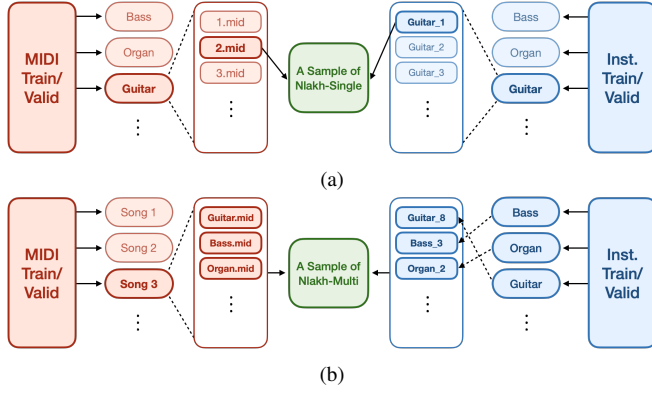 MIDI
Train/
Valid
Bass
Organ
Guitar
⋮
1.mid
2.mid
3.mid
⋮
A Sample of
Nlakh-Single
Guitar_1
Guitar_2
Guitar_3
⋮
Bass
Organ
Guitar
⋮
Inst.
Train/
Valid
(a)
MIDI
Train/
Valid
Song 1
Song 2
Song 3
⋮
Guitar.mid
Bass.mid
Organ.mid
⋮
A Sample of
Nlakh-Multi
Guitar_8
Bass_3
Organ_2
⋮
Bass
Organ
Guitar
⋮
Inst.
Train/
Valid
(b)